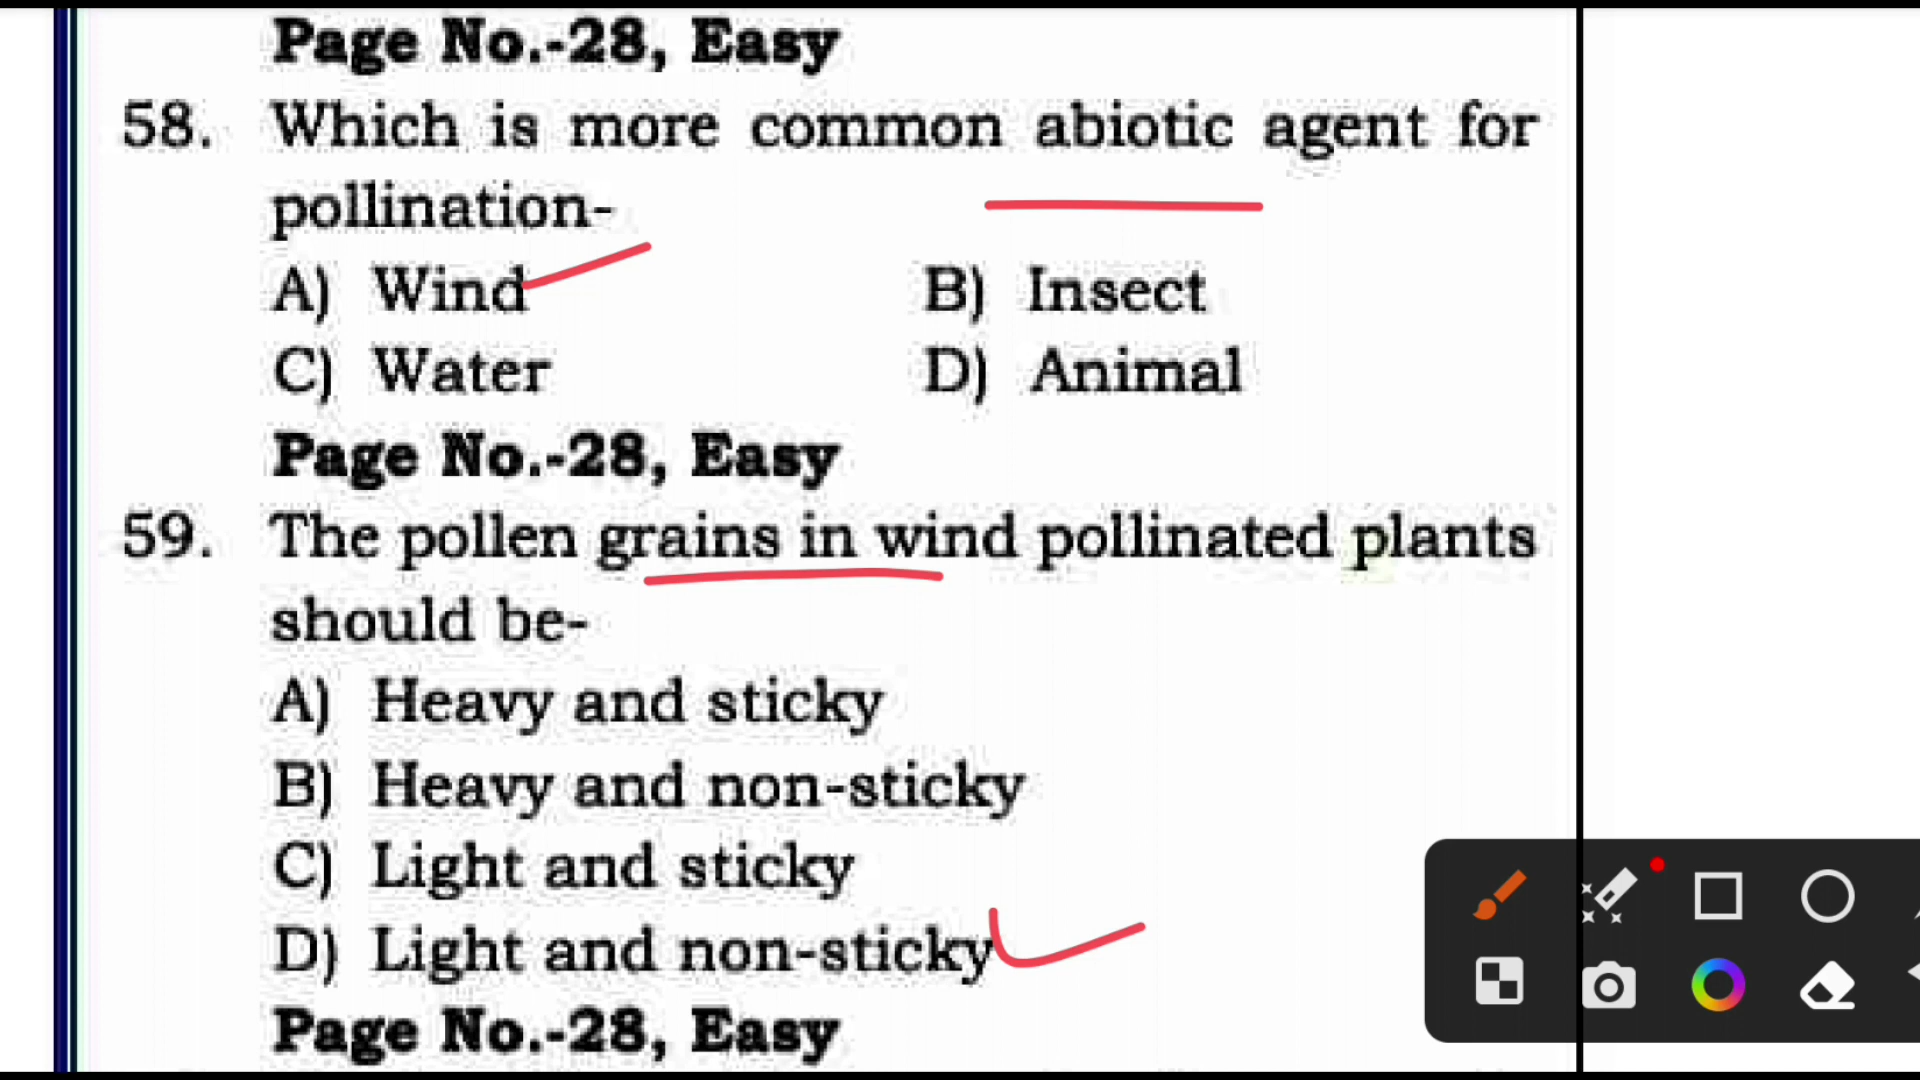 Page No.-28, Easy
58. Which is more common abiotic agent for
pollination-
A) Wind B) Insect
C) Water D) Animal
Page No.-28, Easy
59. The pollen grains in wind pollinated plants
should be-
A) Heavy and sticky
B) Heavy and non-sticky
C) Light and sticky
D) Light and non-sticky
Page No.-28, Easy